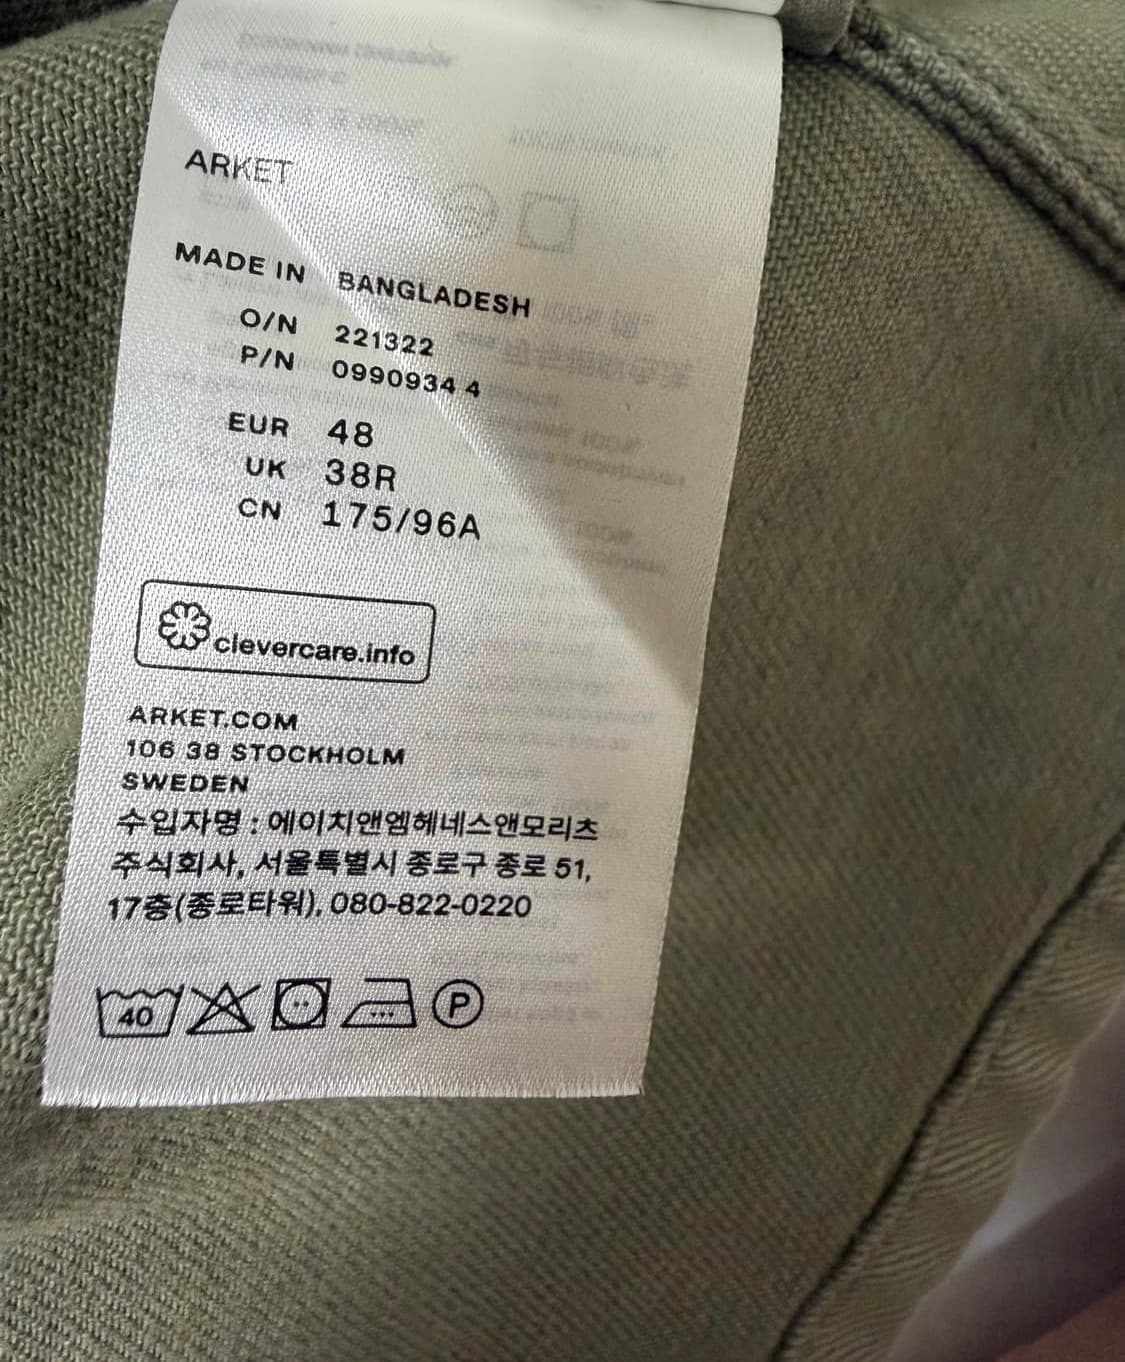 ARKET
MADE IN BANGLADESH
O/N 221322
P/N 0990934 4
EUR 48
UK 38R
CN 175/96A
clevercare.info
ARKET.COM
106 38 STOCKHOLM
SWEDEN
수입자명 : 에이치앤엠헤네스앤모리츠
주식회사, 서울특별시 종로구 종로 51,
17층(종로타워), 080-822-0220
40 P